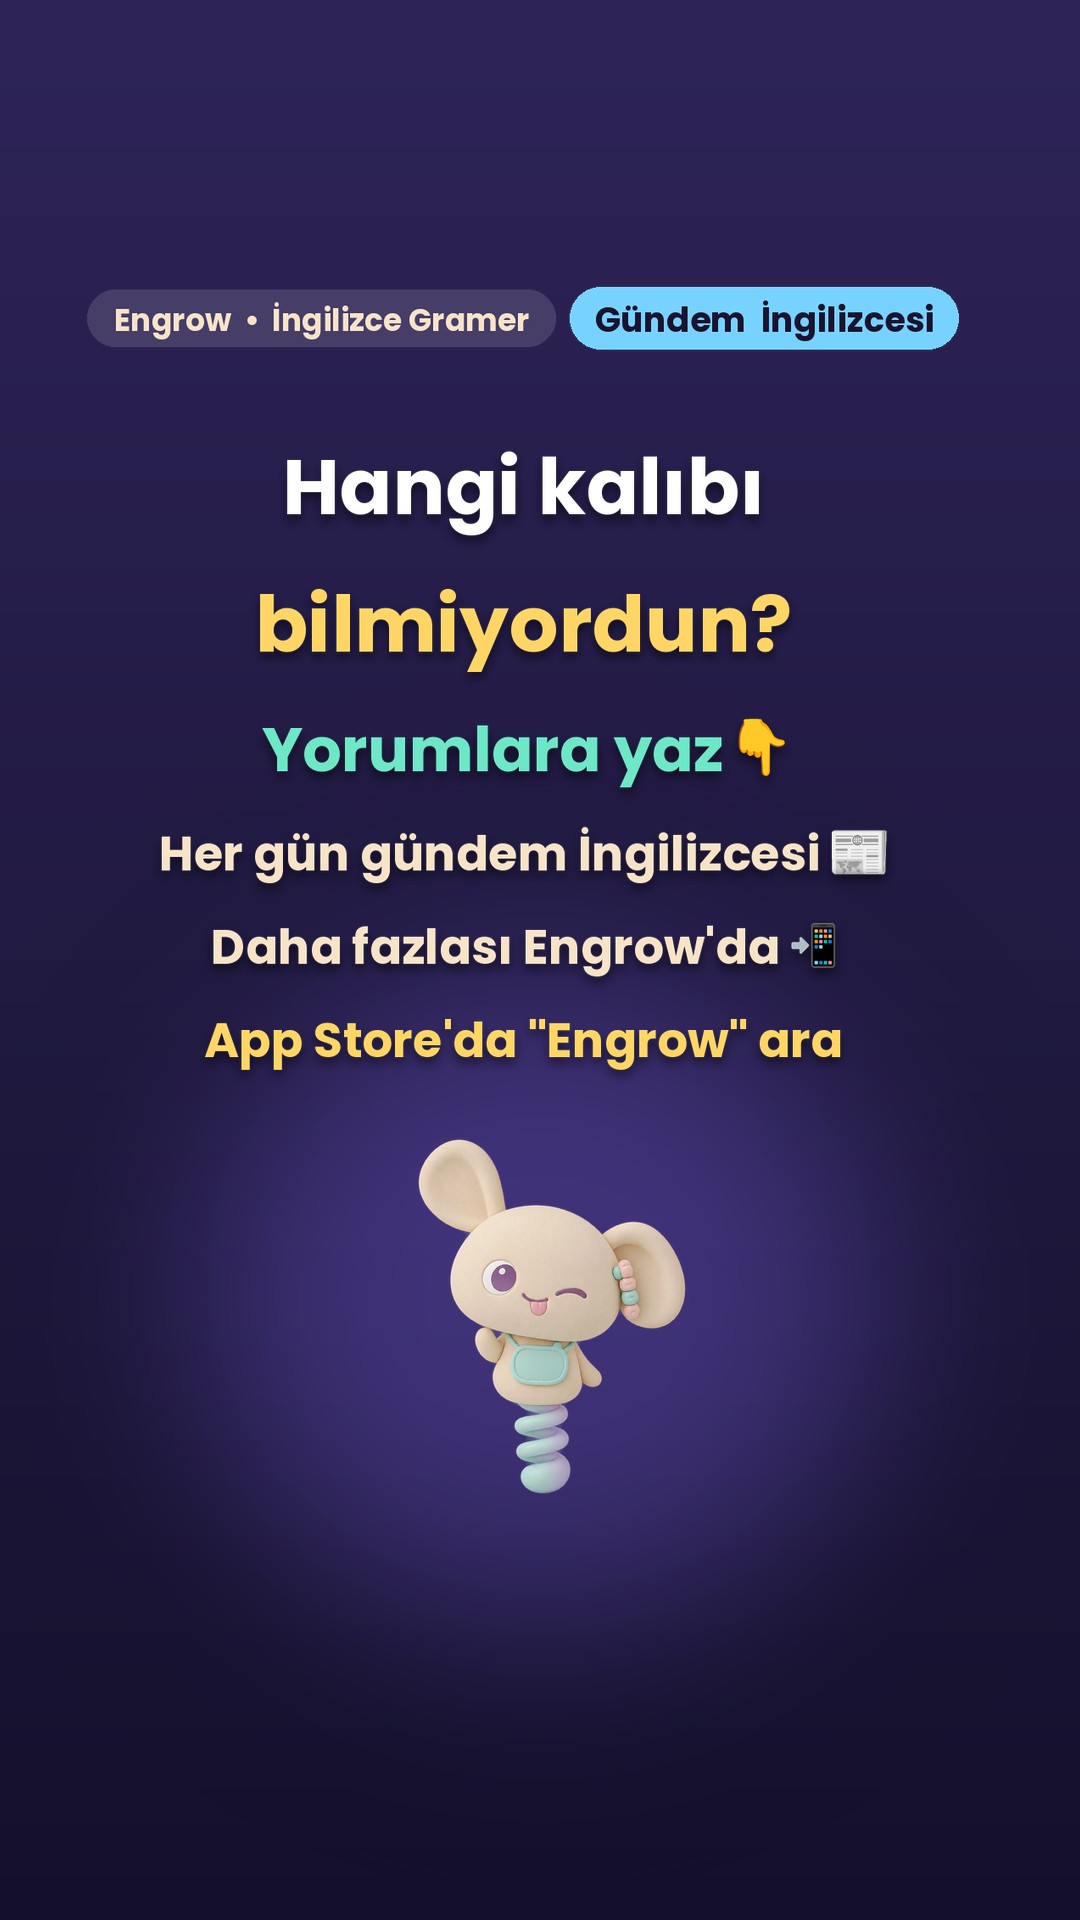 Engrow • İngilizce Gramer
Gündem İngilizcesi
Hangi kalıbı
bilmiyordun?
Yorumlara yaz 👇
Her gün gündem İngilizcesi 📰
Daha fazlası Engrow'da 📲
App Store'da "Engrow" ara